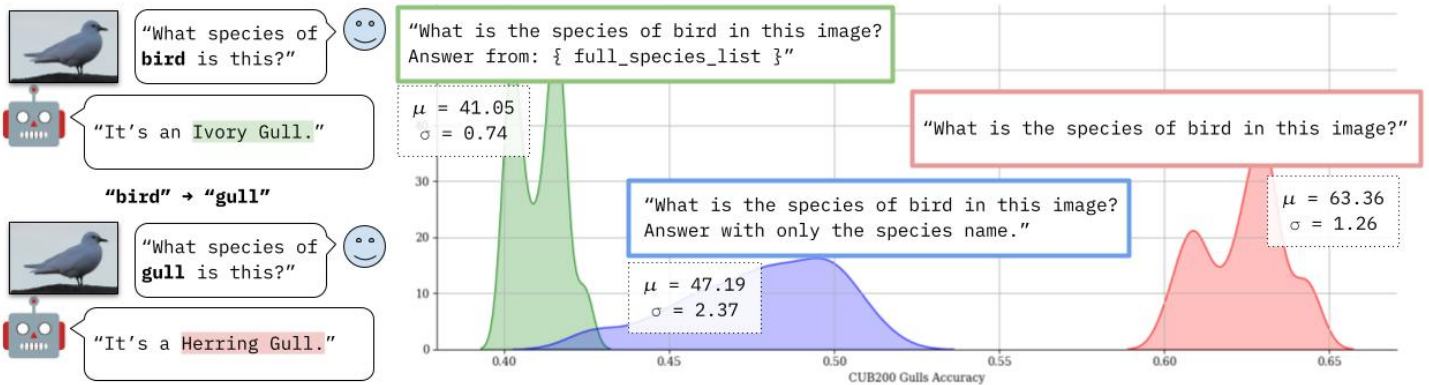 “What species of
bird is this?”
“It’s an Ivory Gull.”
“bird” → “gull”
“What species of
gull is this?”
“It’s a Herring Gull.”
“What is the species of bird in this image?
Answer from: { full_species_list }”
μ = 41.05
σ = 0.74
“What is the species of bird in this image?”
μ = 63.36
σ = 1.26
“What is the species of bird in this image?
Answer with only the species name.”
μ = 47.19
σ = 2.37
30
20
10
0
0.40
0.45
0.50
0.55
0.60
0.65
CUB200 Gulls Accuracy